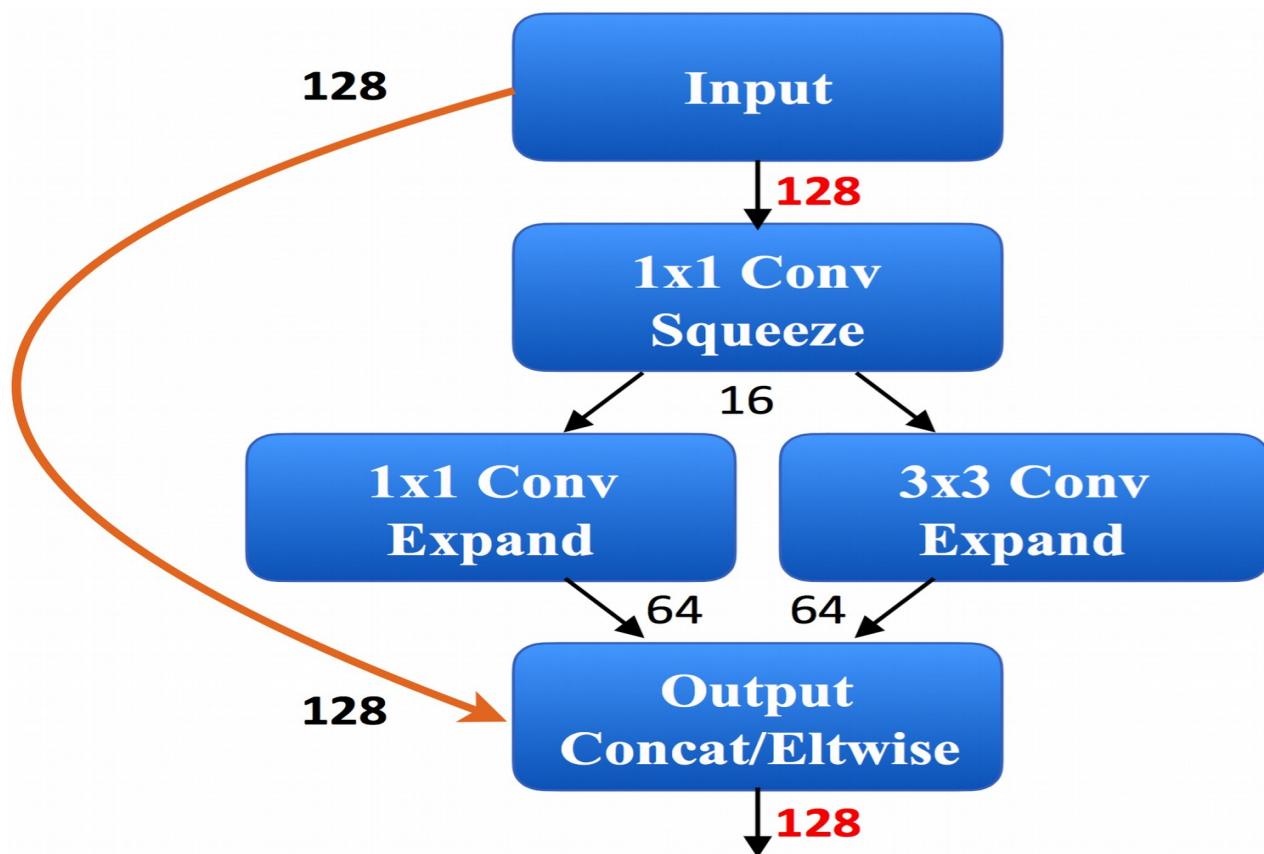 128
Input
128
1x1 Conv
Squeeze
16
1x1 Conv
Expand
3x3 Conv
Expand
64
64
128
Output
Concat/Eltwise
128